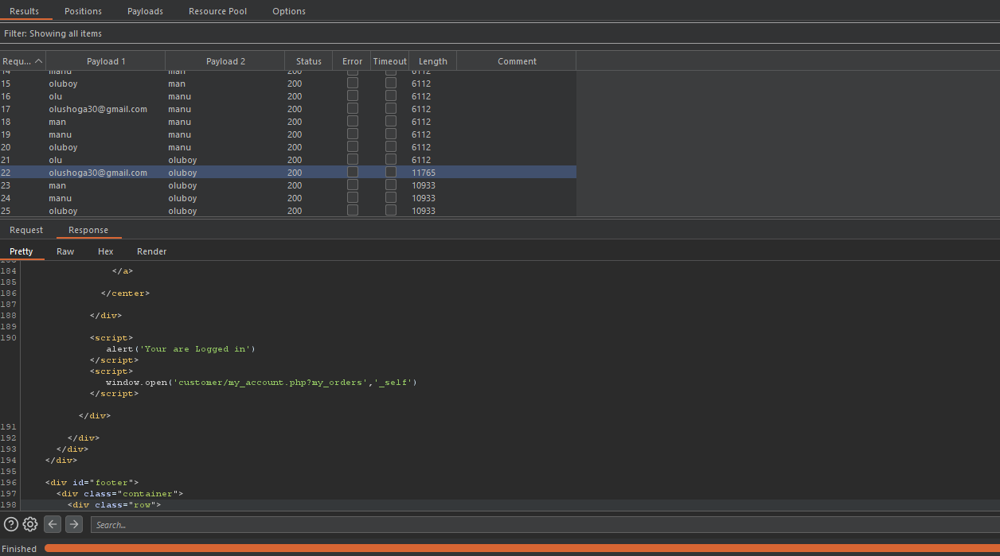 Results Positions Payloads Resource Pool Options
Filter: Showing all items
Requ... Payload 1 Payload 2 Status Error Timeout Length Comment
14 manu man 200 6112
15 oluboy man 200 6112
16 olu manu 200 6112
17 olushoga30@gmail.com manu 200 6112
18 man manu 200 6112
19 manu manu 200 6112
20 oluboy manu 200 6112
21 olu oluboy 200 6112
22 olushoga30@gmail.com oluboy 200 11765
23 man oluboy 200 10933
24 manu oluboy 200 10933
25 oluboy oluboy 200 10933
Request Response
Pretty Raw Hex Render
183
184 </a>
185
186 </center>
187
188 </div>
189
190 <script>
alert('Your are Logged in')
</script>
<script>
window.open('customer/my_account.php?my_orders','_self')
</script>
</div>
191
192 </div>
193 </div>
194 </div>
195
196 <div id="footer">
197 <div class="container">
198 <div class="row">
Search...
Finished